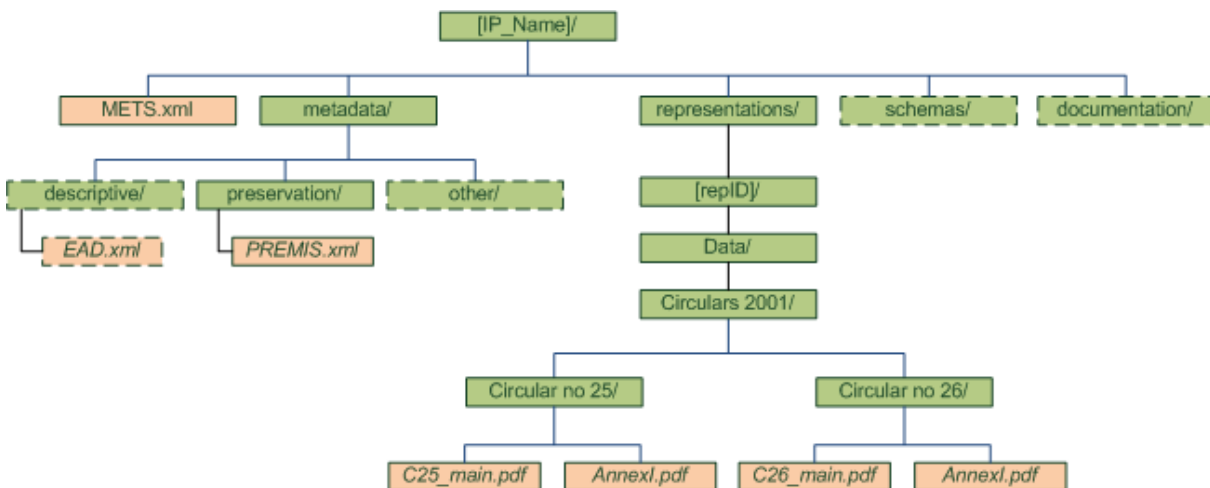 [IP_Name]/
METS.xml
metadata/
representations/
schemas/
documentation/
descriptive/
preservation/
other/
[repID]/
EAD.xml
PREMIS.xml
Data/
Circulars 2001/
Circular no 25/
Circular no 26/
C25_main.pdf
AnnexI.pdf
C26_main.pdf
AnnexI.pdf